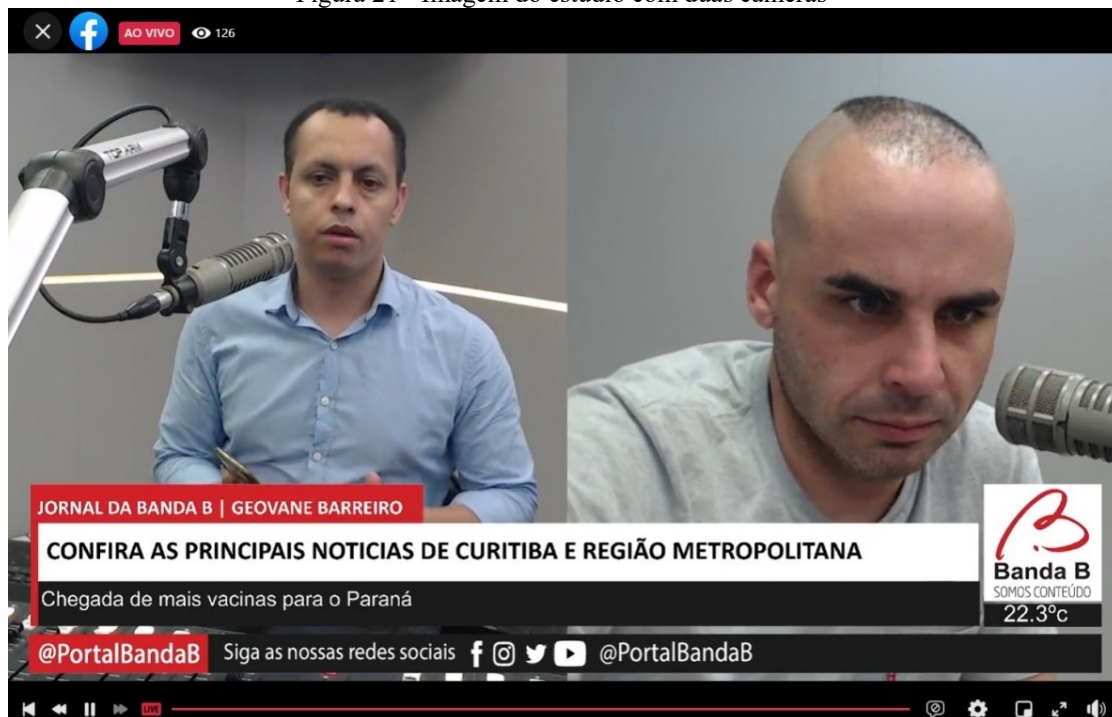 Figura 21 - Imagem do estúdio com duas câmeras
AO VIVO 126
TOP ARM
JORNAL DA BANDA B | GEOVANE BARREIRO
CONFIRA AS PRINCIPAIS NOTICIAS DE CURITIBA E REGIÃO METROPOLITANA
Chegada de mais vacinas para o Paraná
Banda B
SOMOS CONTEÚDO
22.3°c
@PortalBandaB Siga as nossas redes sociais @PortalBandaB
LIVE